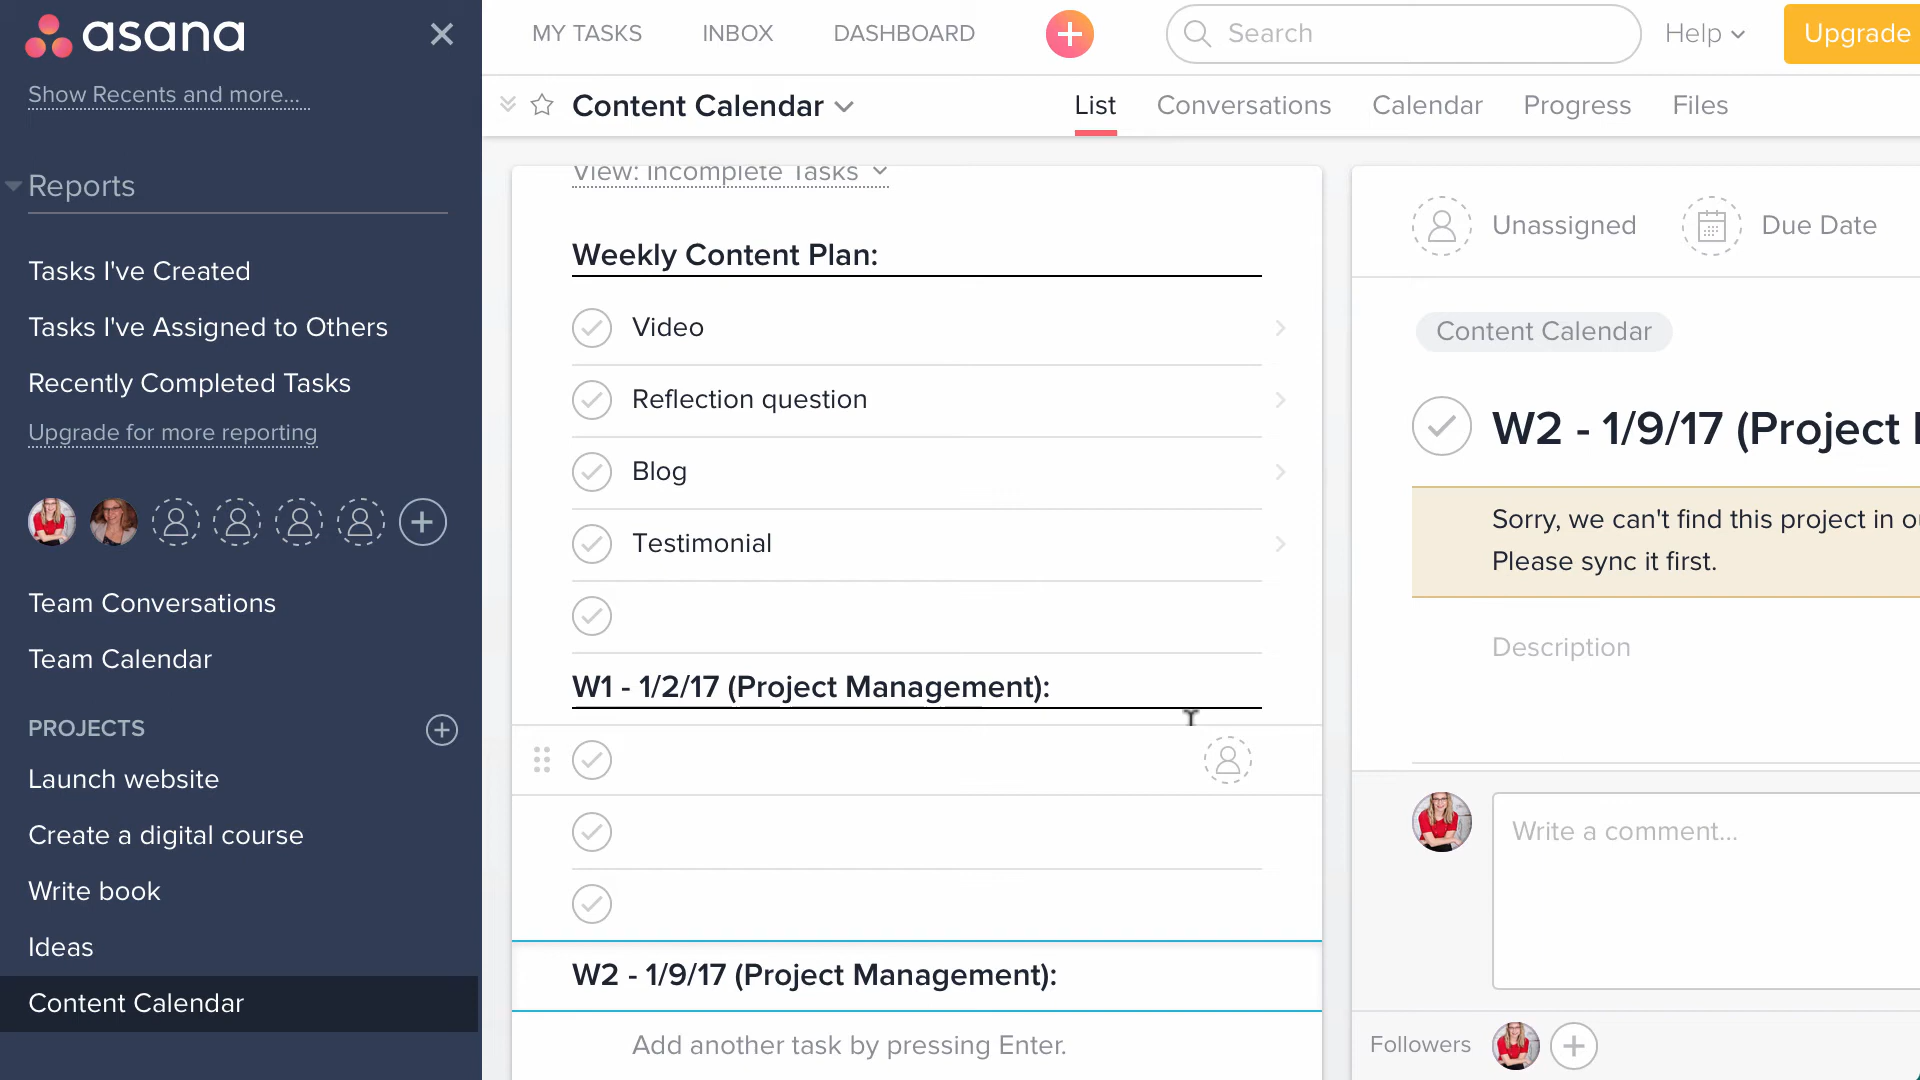 asana
MY TASKS
INBOX
DASHBOARD
Search
Help
Upgrade
Show Recents and more...
Content Calendar
List
Conversations
Calendar
Progress
Files
Reports
Tasks I've Created
Tasks I've Assigned to Others
Recently Completed Tasks
Upgrade for more reporting
Team Conversations
Team Calendar
PROJECTS
Launch website
Create a digital course
Write book
Ideas
Content Calendar
View: Incomplete Tasks
Weekly Content Plan:
Video
Reflection question
Blog
Testimonial
W1 - 1/2/17 (Project Management):
W2 - 1/9/17 (Project Management):
Add another task by pressing Enter.
Unassigned
Due Date
Content Calendar
W2 - 1/9/17 (Project
Sorry, we can't find this project in
Please sync it first.
Description
Write a comment...
Followers